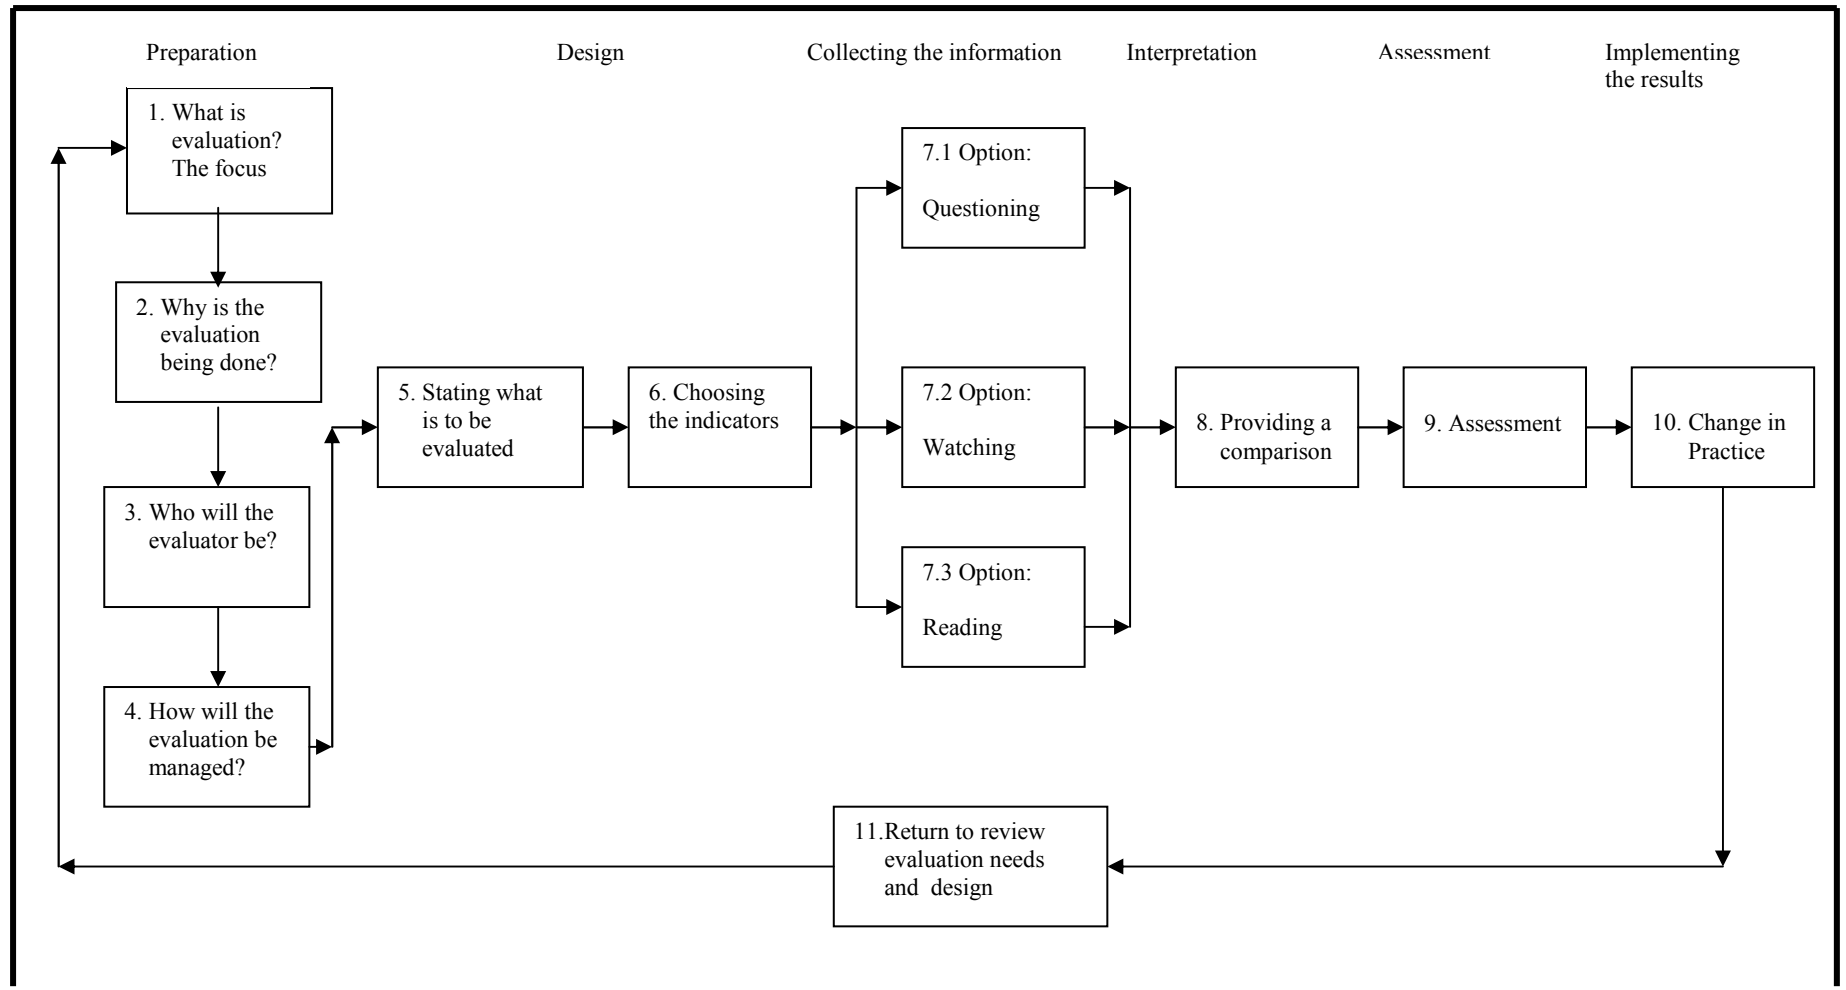 Preparation
Design
Collecting the information
Interpretation
Assessment
Implementing
the results
1. What is
evaluation?
The focus
2. Why is the
evaluation
being done?
3. Who will the
evaluator be?
4. How will the
evaluation be
managed?
5. Stating what
is to be
evaluated
6. Choosing
the indicators
7.1 Option:
Questioning
7.2 Option:
Watching
7.3 Option:
Reading
8. Providing a
comparison
9. Assessment
10. Change in
Practice
11.Return to review
evaluation needs
and  design